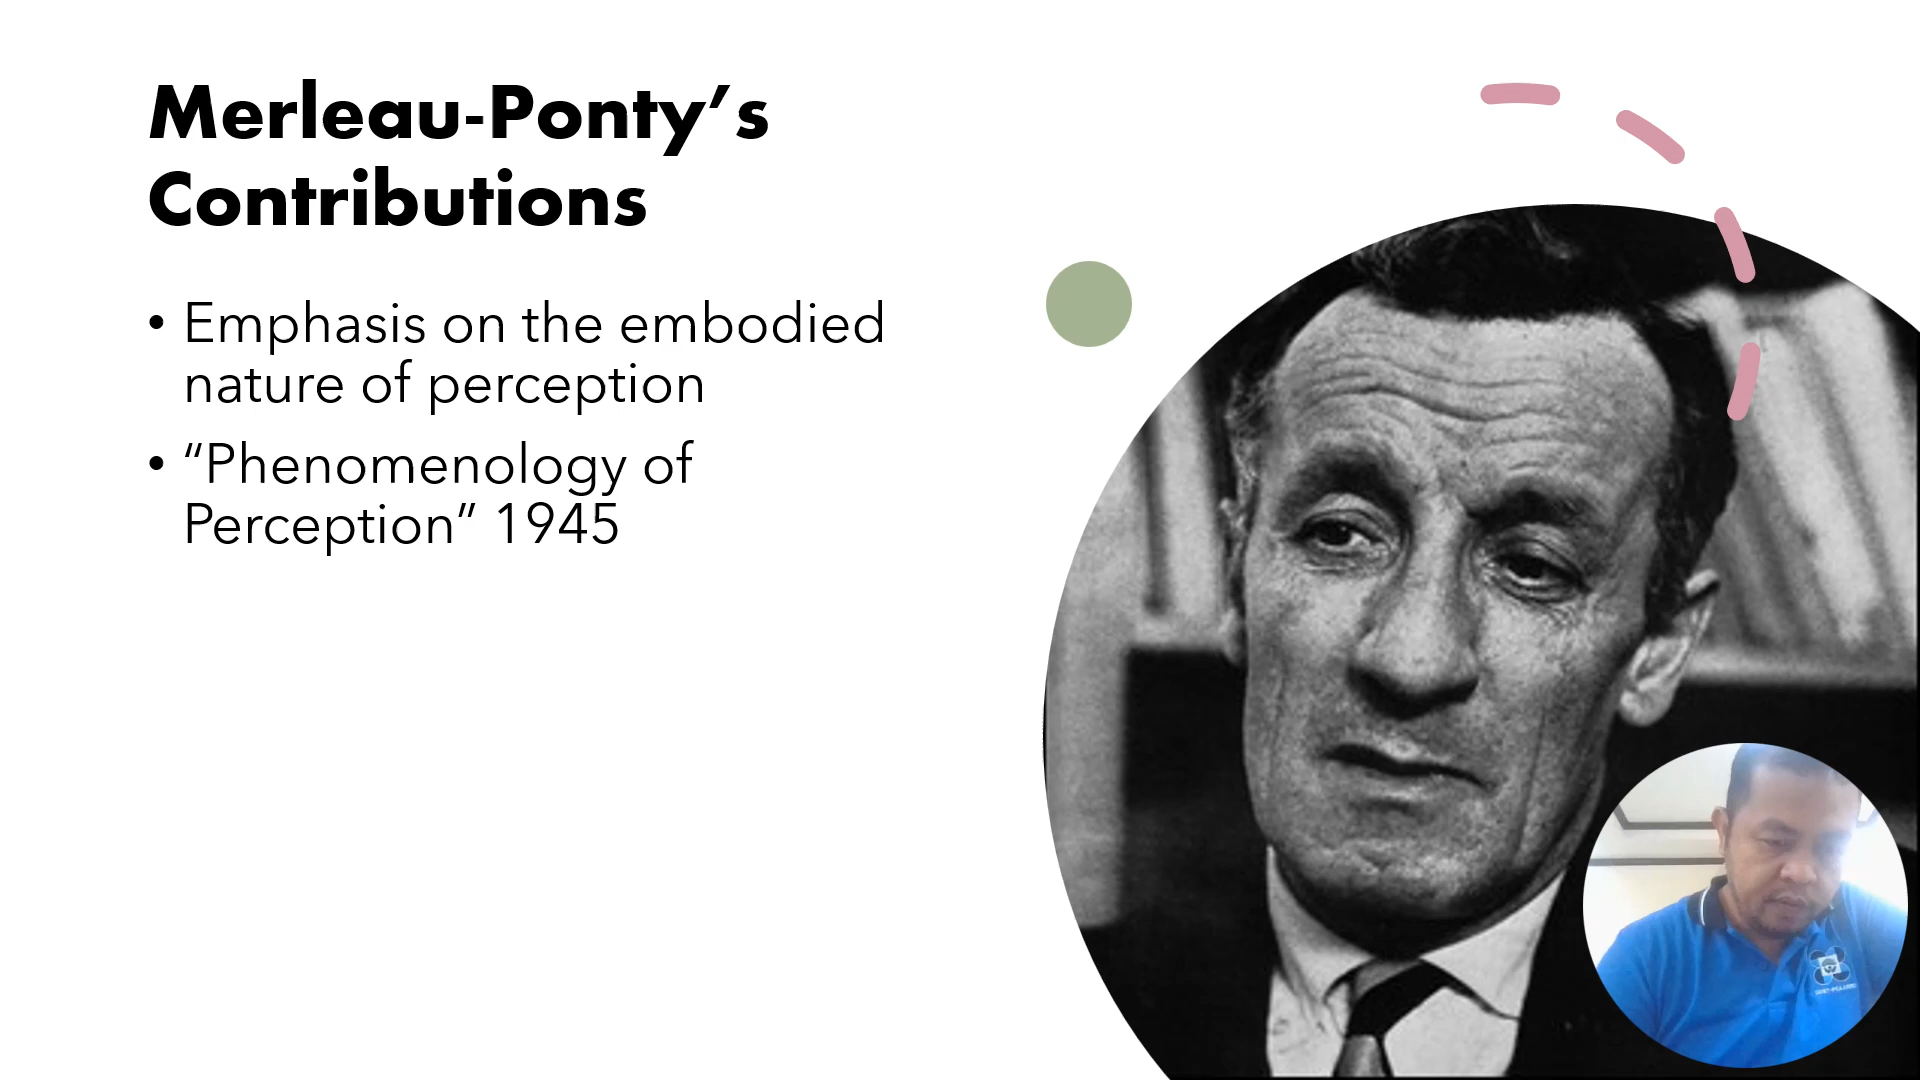 Merleau-Ponty’s
Contributions
• Emphasis on the embodied
nature of perception
• “Phenomenology of
Perception” 1945